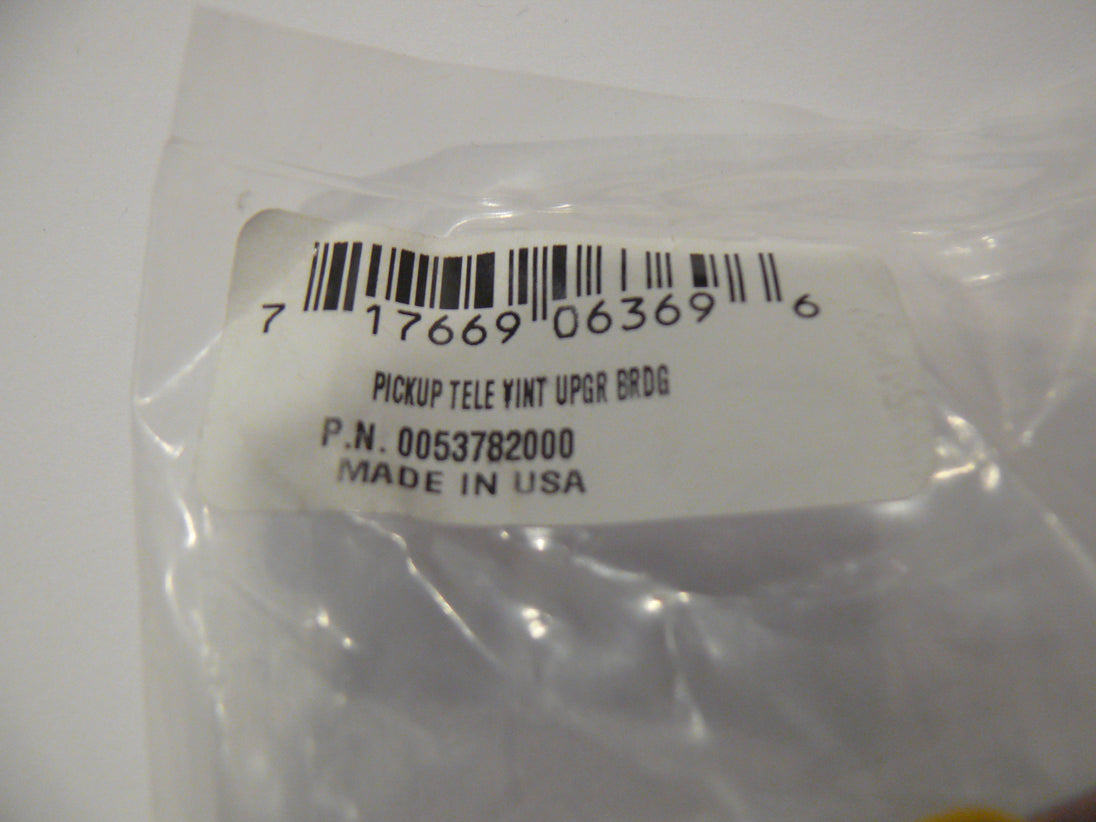 7 17669 06369 6
PICKUP TELE VINT UPGR BRDG
P.N. 0053782000
MADE IN USA